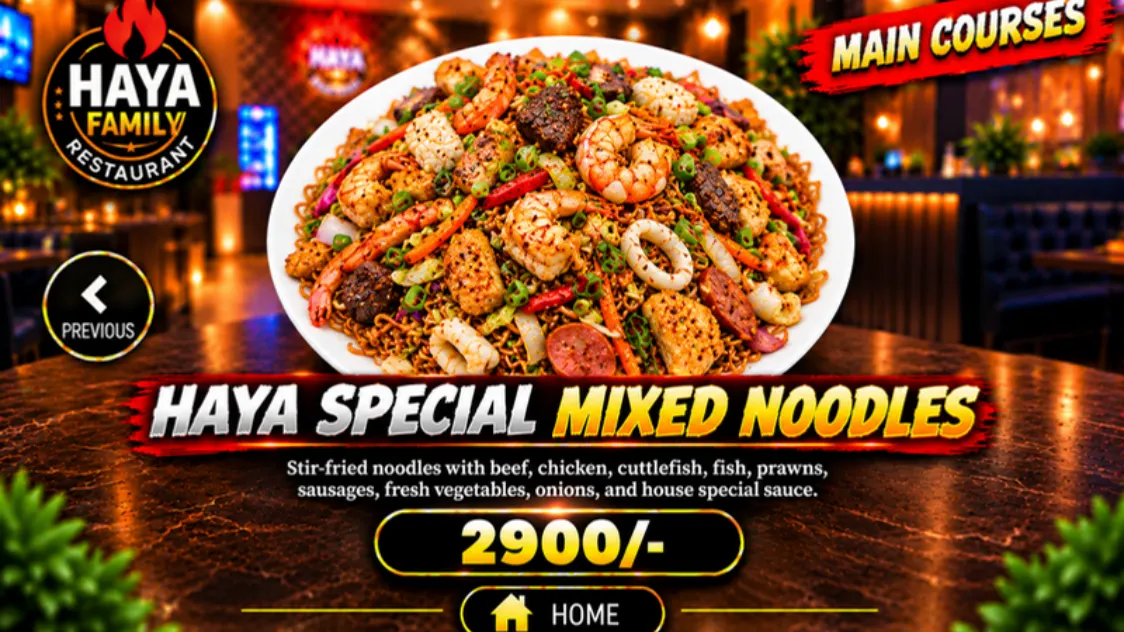 HAYA
FAMILY
RESTAURANT
HAYA
MAIN COURSES
PREVIOUS
HAYA SPECIAL MIXED NOODLES
Stir-fried noodles with beef, chicken, cuttlefish, fish, prawns,
sausages, fresh vegetables, onions, and house special sauce.
2900/-
HOME